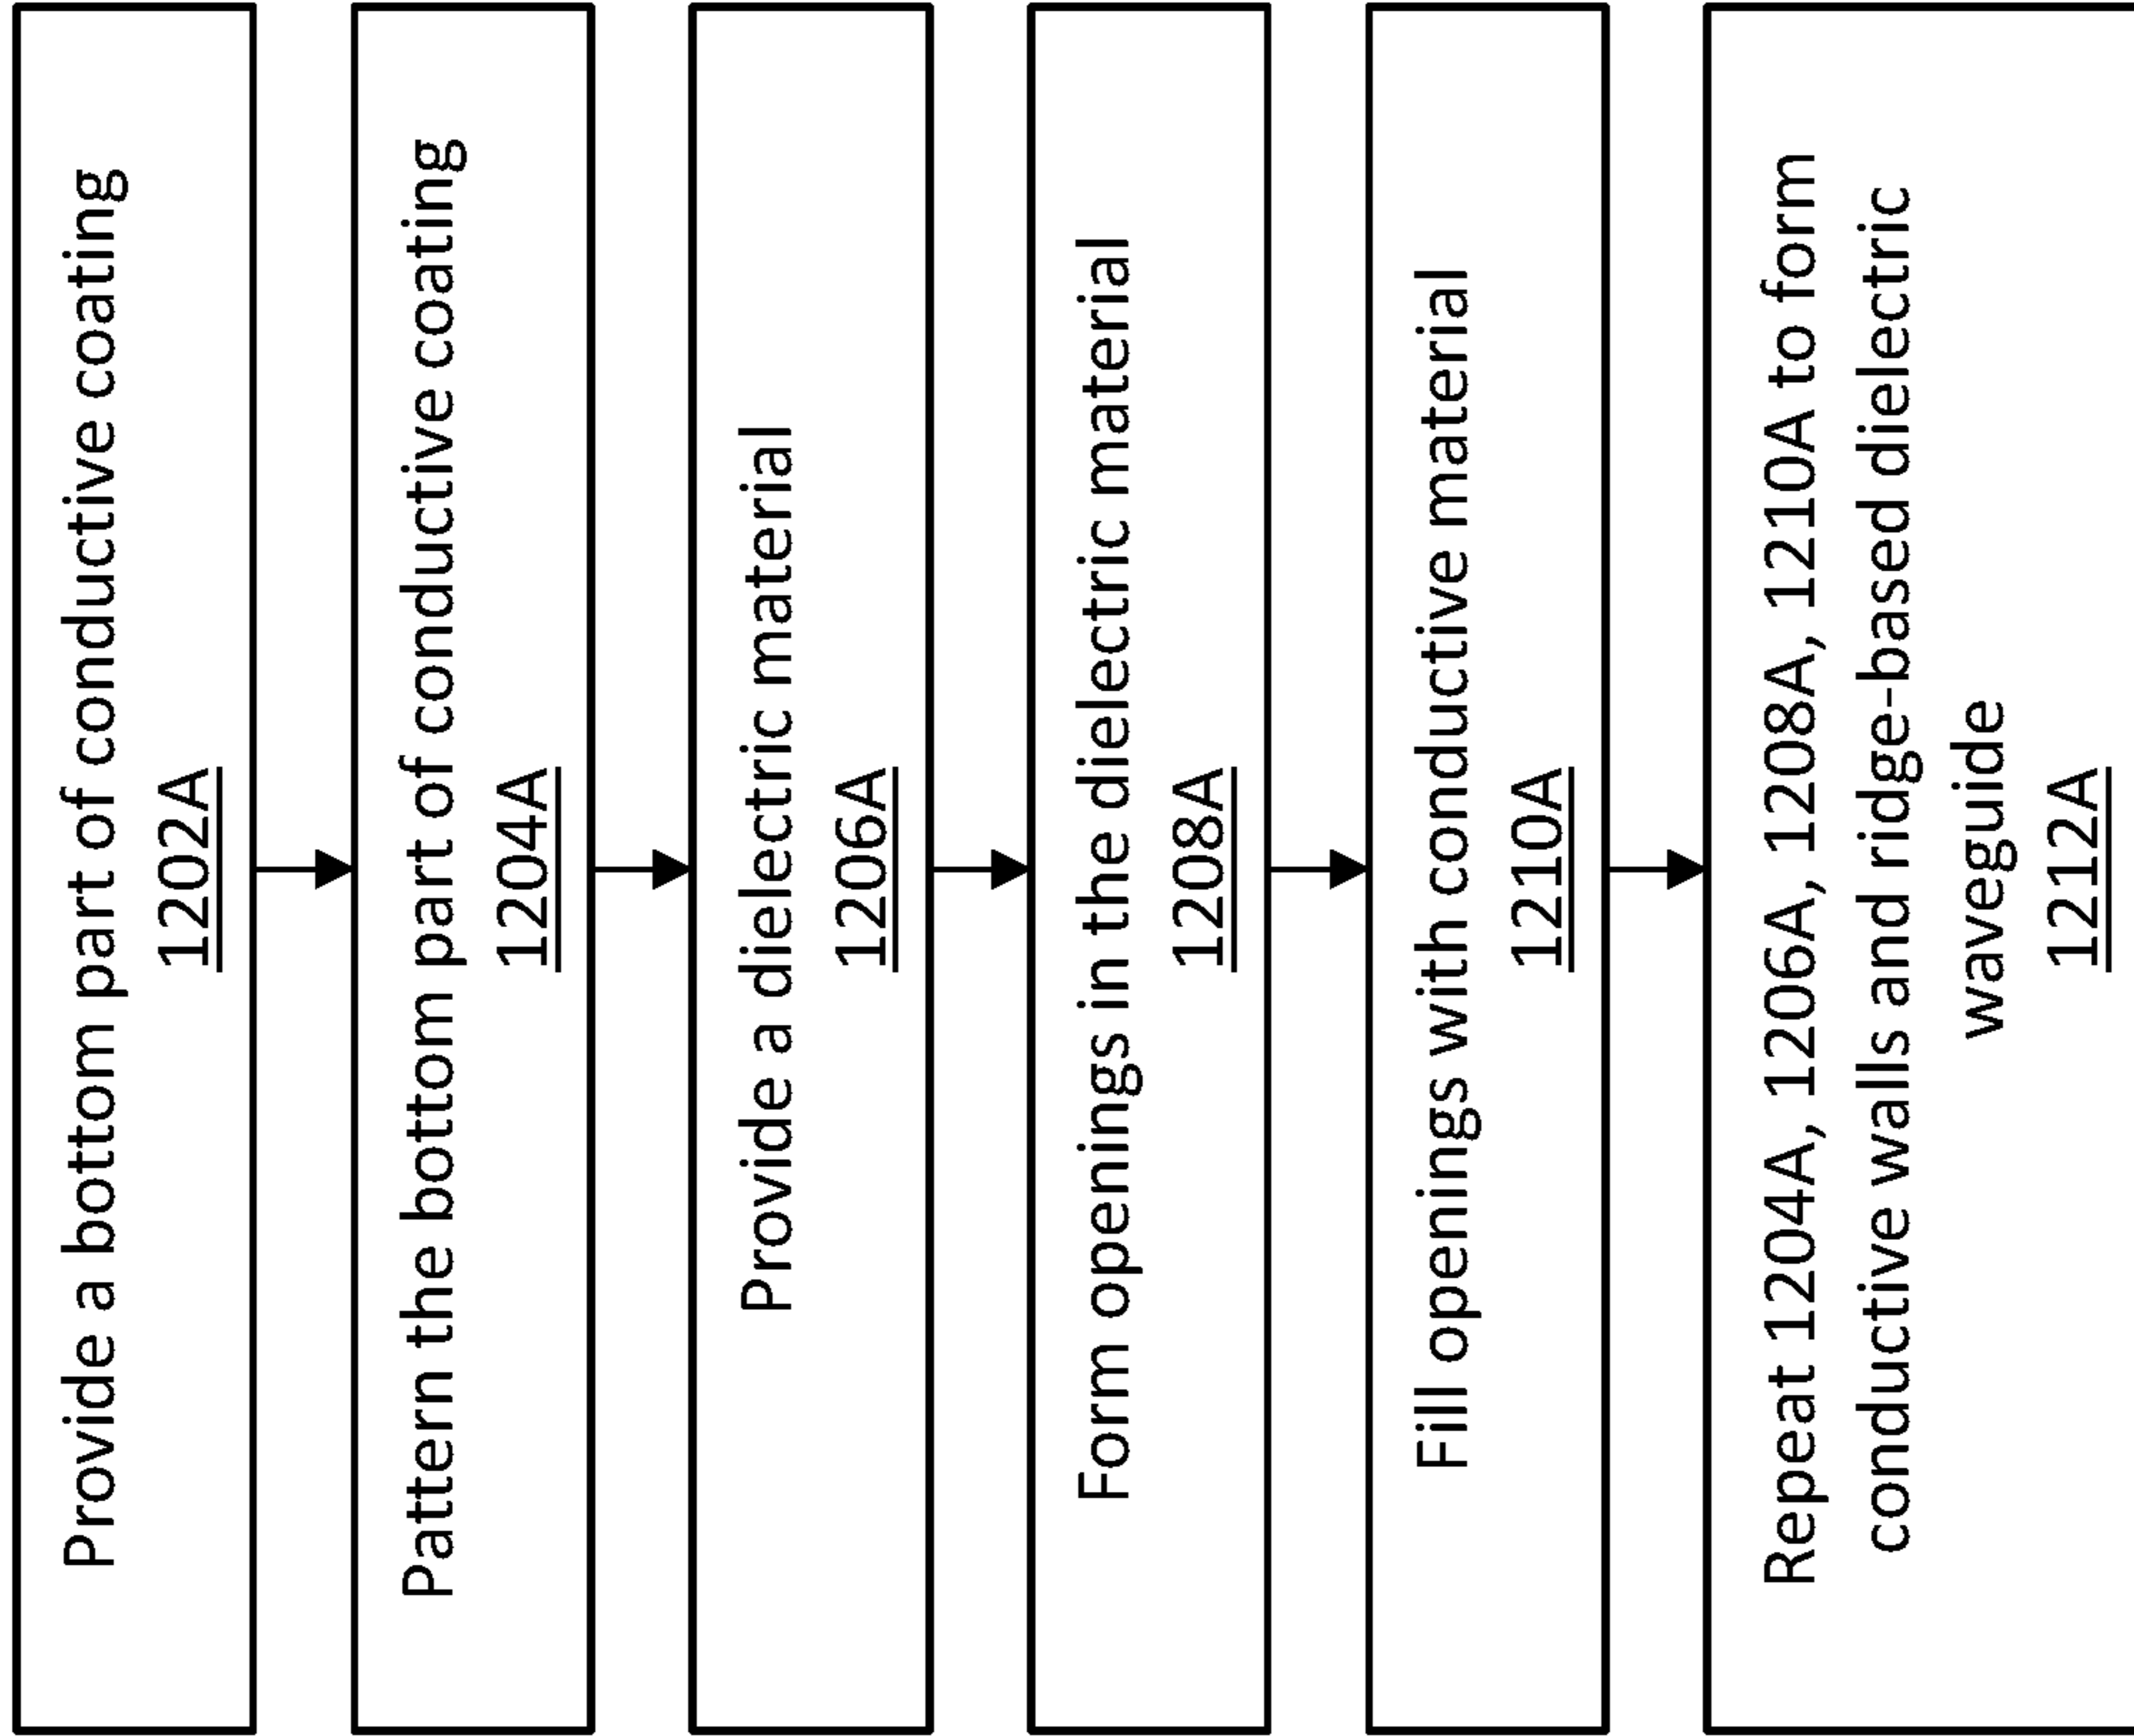 Provide a bottom part of conductive coating
1202A
Pattern the bottom part of conductive coating
1204A
Provide a dielectric material
1206A
Form openings in the dielectric material
1208A
Fill openings with conductive material
1210A
Repeat 1204A, 1206A, 1208A, 1210A to form
conductive walls and ridge-based dielectric
waveguide
1212A